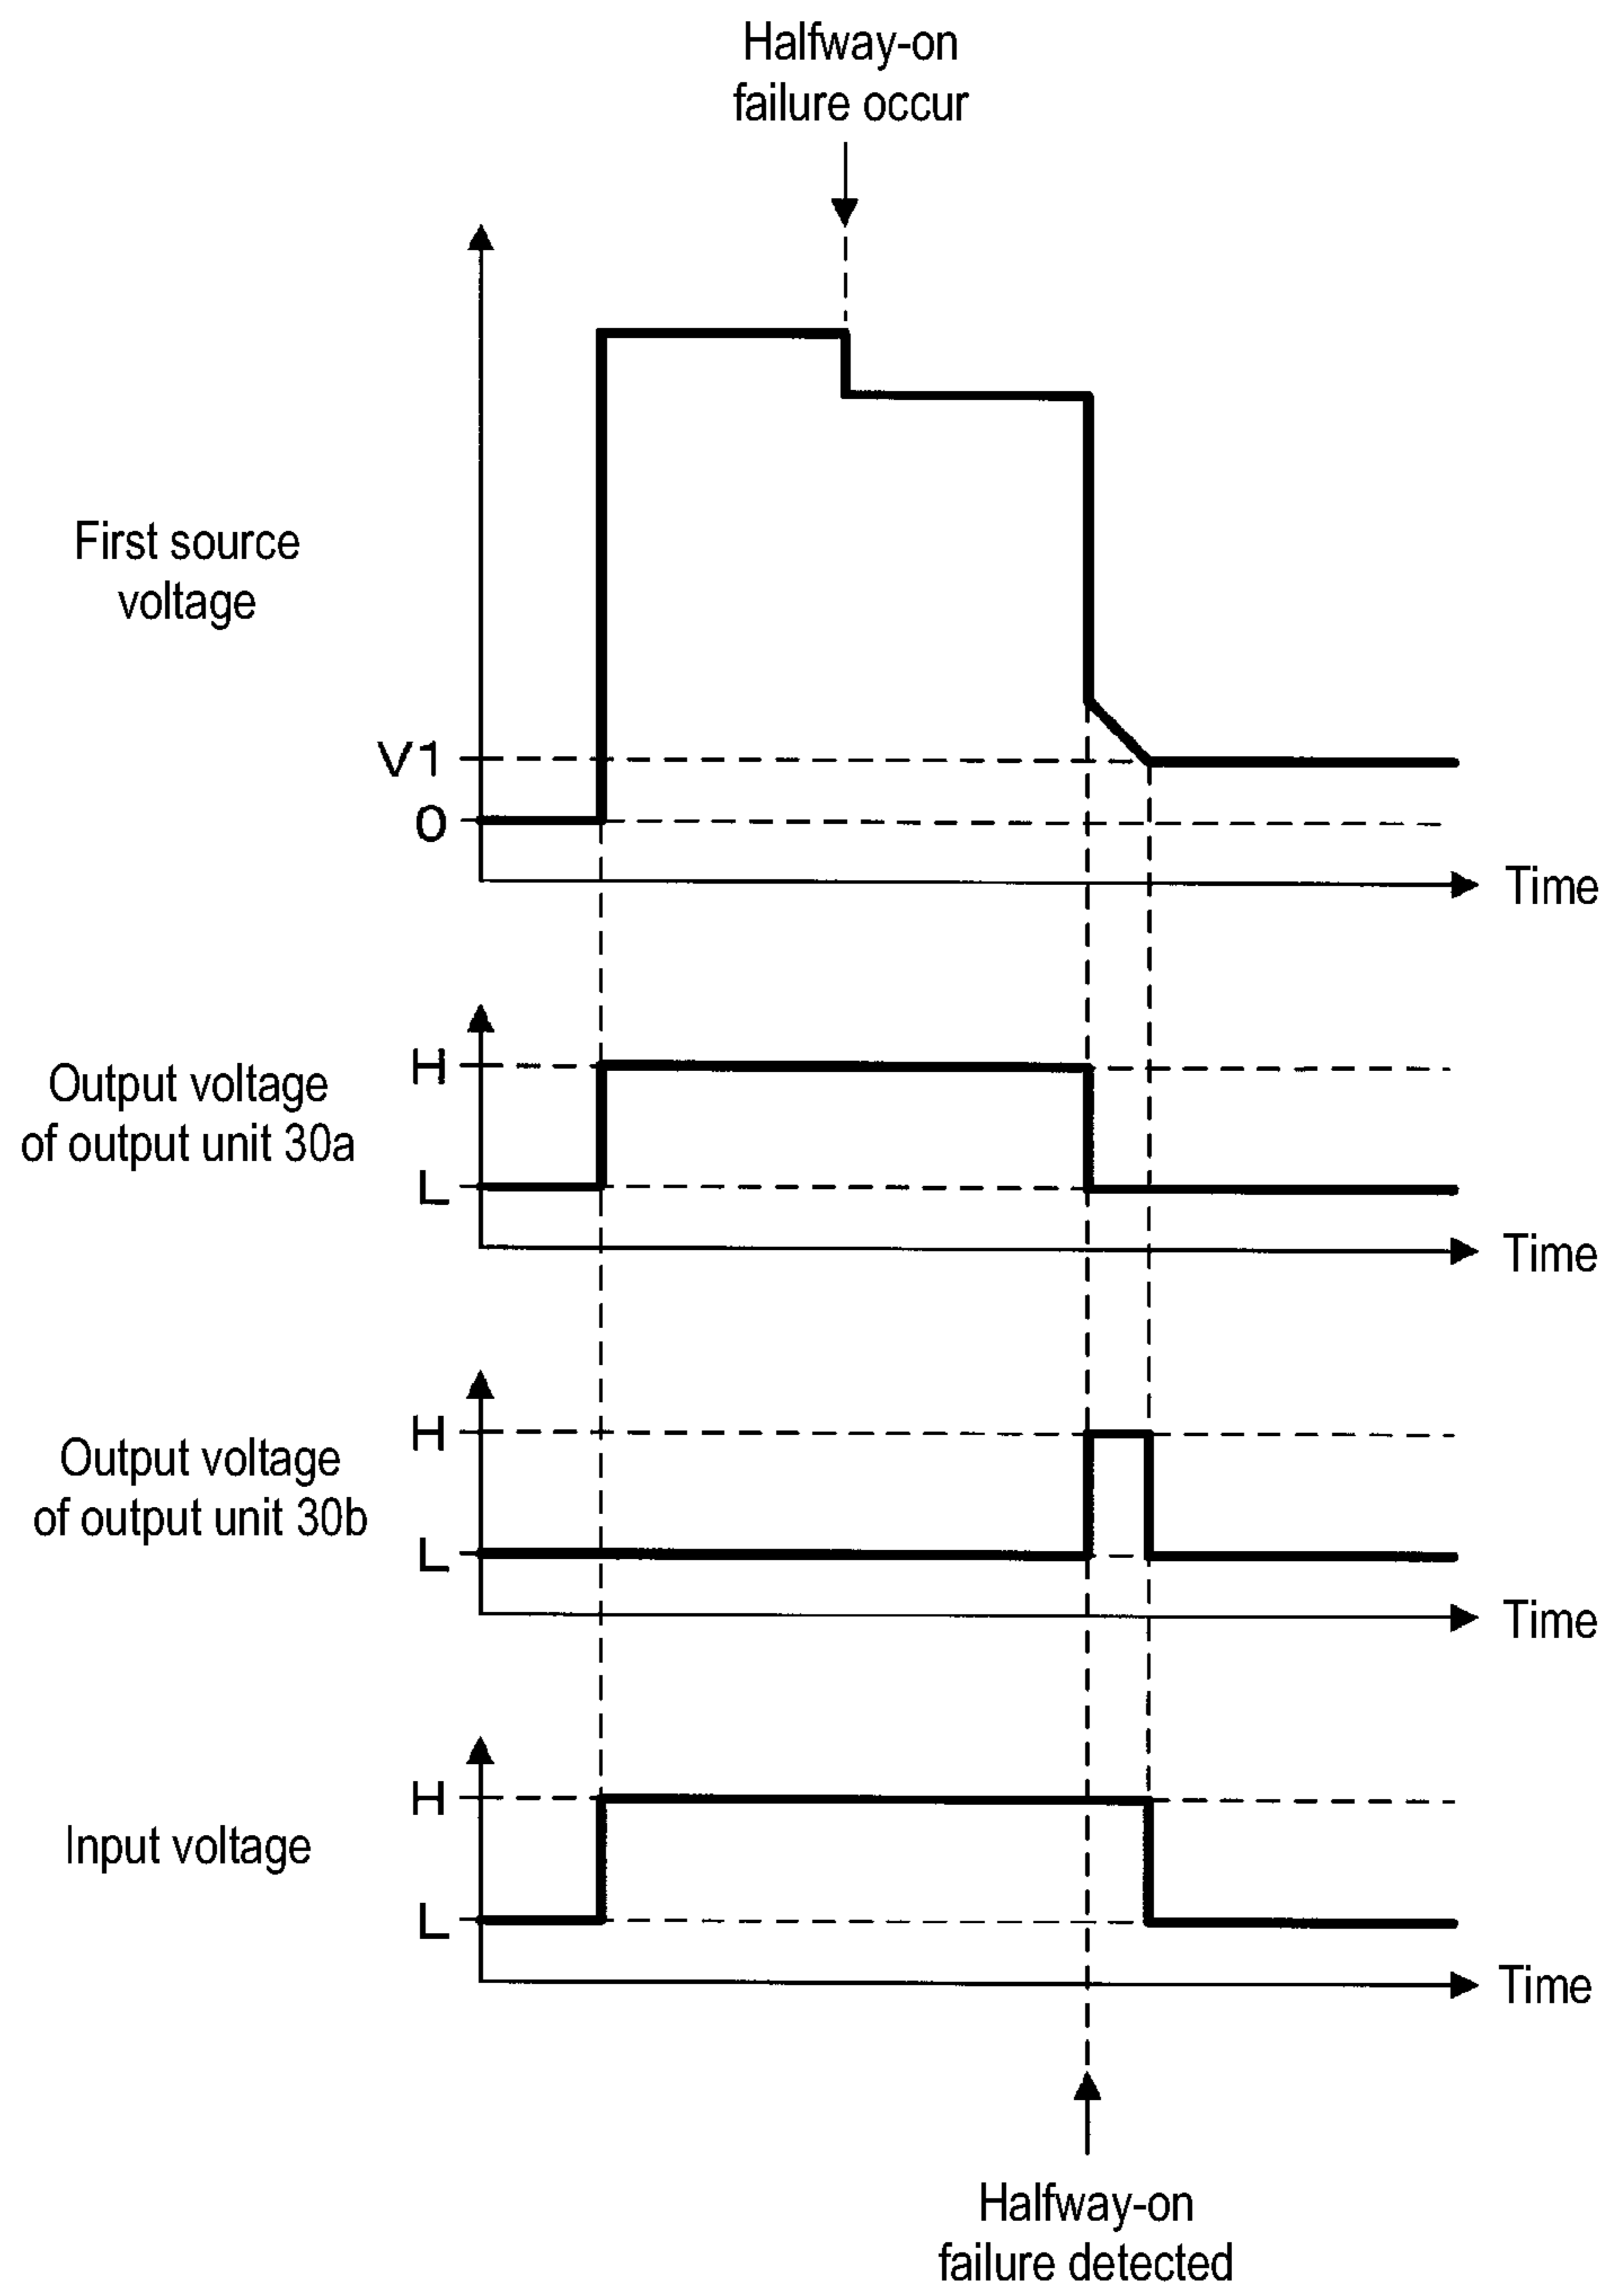 Halfway-on
failure occur
First source
voltage
V1
0
Time
H
Output voltage
of output unit 30a
L
Time
H
Output voltage
of output unit 30b
L
Time
H
Input voltage
L
Time
Halfway-on
failure detected